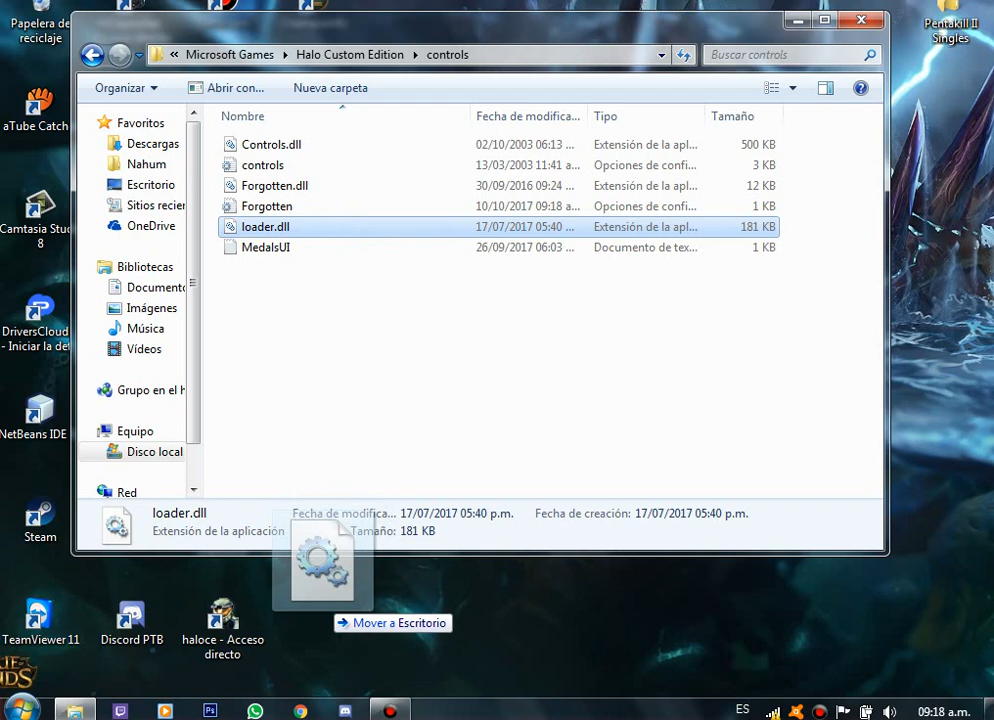 Papelera de
reciclaje
Pentakill II
Singles
« Microsoft Games
Halo Custom Edition
controls
Buscar controls
Organizar
Abrir con...
Nueva carpeta
aTube Catch
Camtasia Stud
8
DriversCloud
- Iniciar la det
NetBeans IDE
Steam
Favoritos
Descargas
Nahum
Escritorio
Sitios recier
OneDrive
Bibliotecas
Documento
Imágenes
Música
Vídeos
Grupo en el h
Equipo
Disco local
Red
Nombre Fecha de modifica... Tipo Tamaño
Controls.dll 02/10/2003 06:13 ... Extensión de la apl... 500 KB
controls 13/03/2003 11:41 a... Opciones de confi... 3 KB
Forgotten.dll 30/09/2016 09:24 ... Extensión de la apl... 12 KB
Forgotten 10/10/2017 09:18 a... Opciones de confi... 1 KB
loader.dll 17/07/2017 05:40 ... Extensión de la apl... 181 KB
MedalsUI 26/09/2017 06:03 ... Documento de tex... 1 KB
loader.dll Fecha de modifica... 17/07/2017 05:40 p.m. Fecha de creación: 17/07/2017 05:40 p.m.
Extensión de la aplicación Tamaño: 181 KB
Mover a Escritorio
TeamViewer 11
Discord PTB
haloce - Acceso
directo
ES
09:18 a.m.